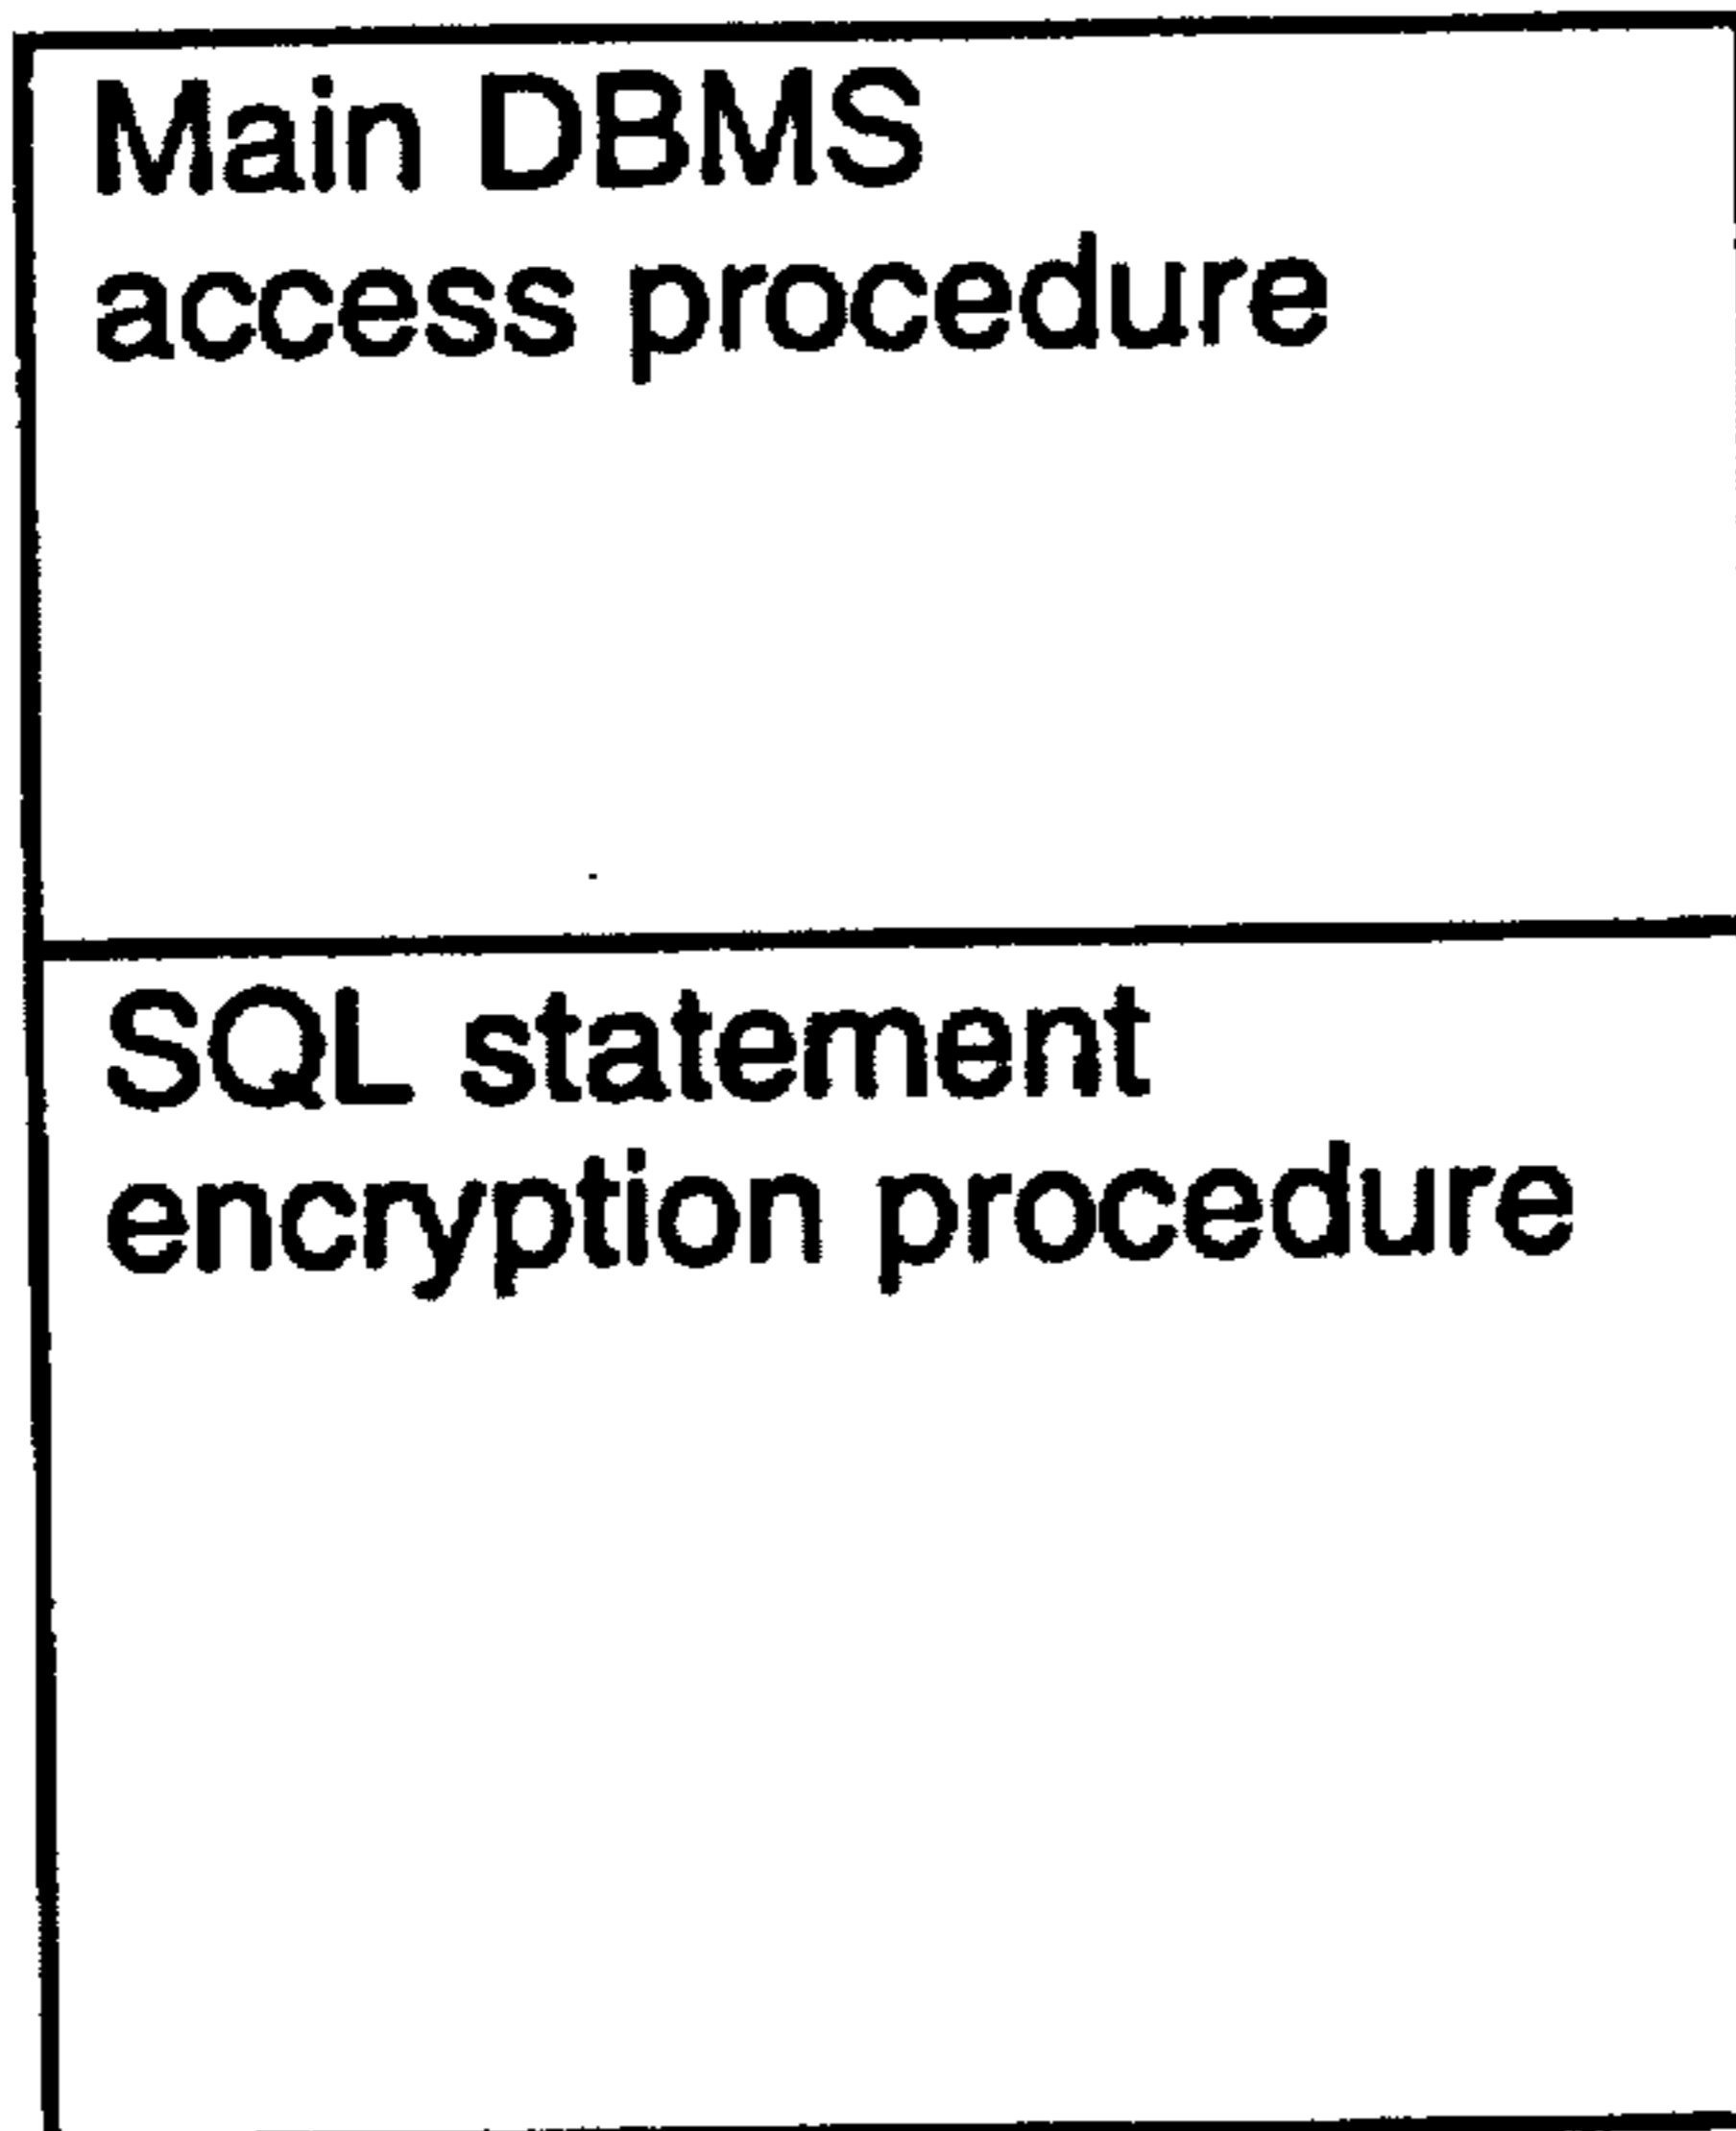 Main DBMS
access procedure
SQL statement
encryption procedure